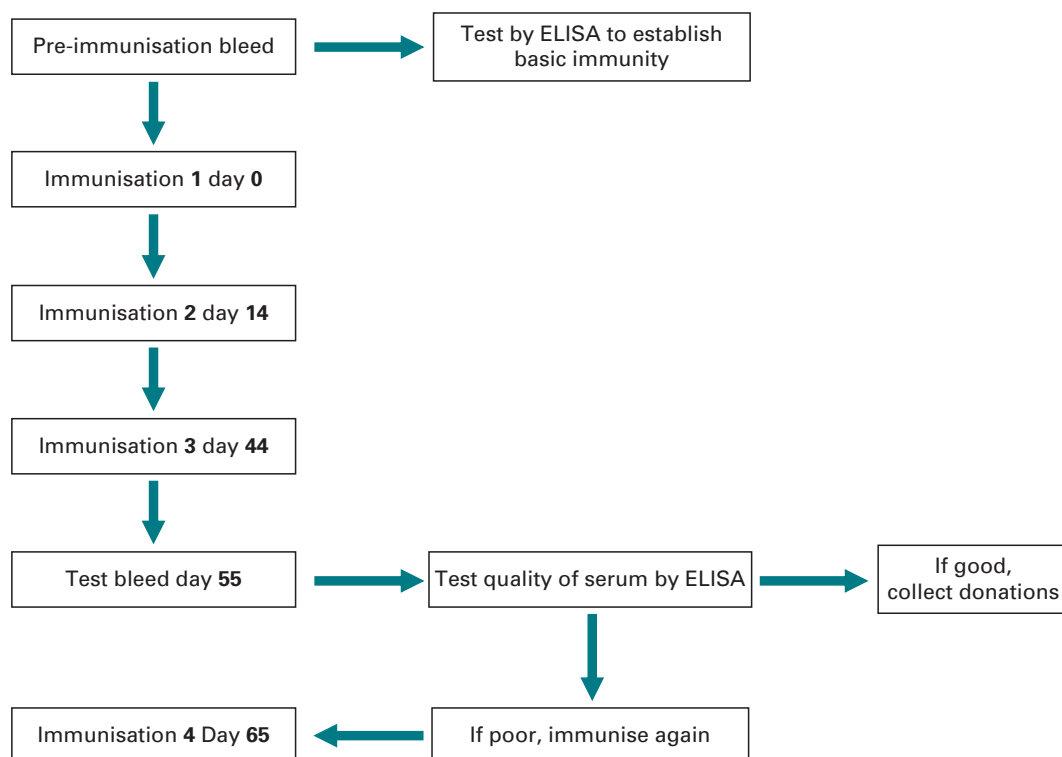 Pre-immunisation bleed
Test by ELISA to establish
basic immunity
Immunisation 1 day 0
Immunisation 2 day 14
Immunisation 3 day 44
Test bleed day 55
Test quality of serum by ELISA
If good,
collect donations
Immunisation 4 Day 65
If poor, immunise again